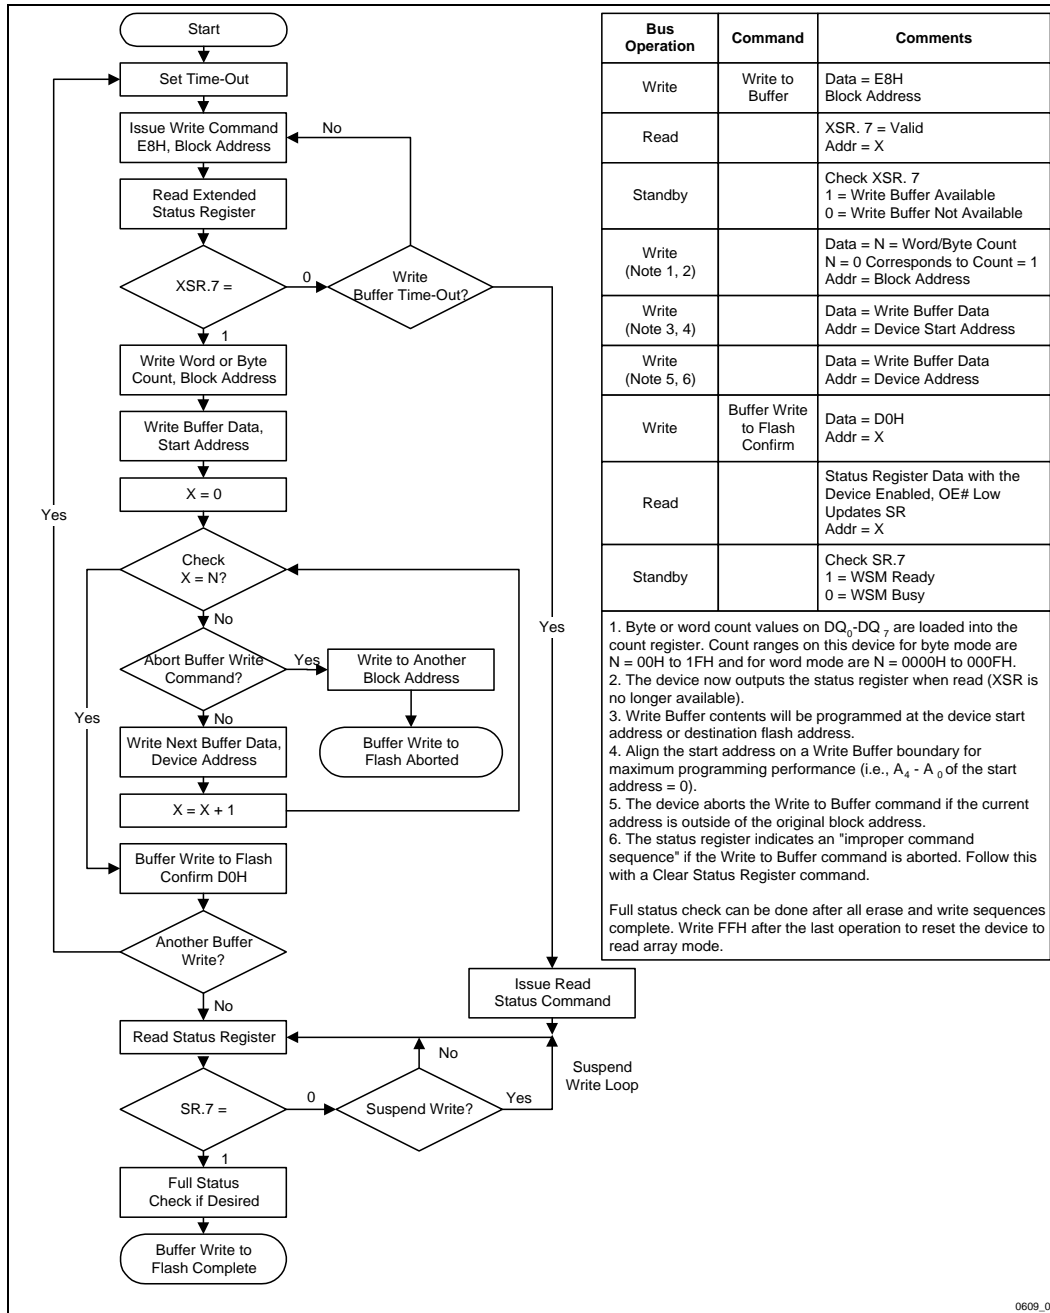 Start
Set Time-Out
Issue Write Command
E8H, Block Address
No
Read Extended
Status Register
XSR.7 =
0
Write
Buffer Time-Out?
1
Write Word or Byte
Count, Block Address
Write Buffer Data,
Start Address
X = 0
Yes
Check
X = N?
No
Yes
Abort Buffer Write
Command?
Yes
Write to Another
Block Address
Yes
No
Write Next Buffer Data,
Device Address
Buffer Write to
Flash Aborted
X = X + 1
Buffer Write to Flash
Confirm D0H
Another Buffer
Write?
Issue Read
Status Command
No
Read Status Register
No
Suspend
Write Loop
SR.7 =
0
Suspend Write?
Yes
1
Full Status
Check if Desired
Buffer Write to
Flash Complete
Bus
Operation
Command
Comments
Write
Write to
Buffer
Data = E8H
Block Address
Read
XSR. 7 = Valid
Addr = X
Standby
Check XSR. 7
1 = Write Buffer Available
0 = Write Buffer Not Available
Write
(Note 1, 2)
Data = N = Word/Byte Count
N = 0 Corresponds to Count = 1
Addr = Block Address
Write
(Note 3, 4)
Data = Write Buffer Data
Addr = Device Start Address
Write
(Note 5, 6)
Data = Write Buffer Data
Addr = Device Address
Write
Buffer Write
to Flash
Confirm
Data = D0H
Addr = X
Read
Status Register Data with the
Device Enabled, OE# Low
Updates SR
Addr = X
Standby
Check SR.7
1 = WSM Ready
0 = WSM Busy
1. Byte or word count values on DQ0-DQ 7 are loaded into the
count register. Count ranges on this device for byte mode are
N = 00H to 1FH and for word mode are N = 0000H to 000FH.
2. The device now outputs the status register when read (XSR is
no longer available).
3. Write Buffer contents will be programmed at the device start
address or destination flash address.
4. Align the start address on a Write Buffer boundary for
maximum programming performance (i.e., A4 - A 0 of the start
address = 0).
5. The device aborts the Write to Buffer command if the current
address is outside of the original block address.
6. The status register indicates an "improper command
sequence" if the Write to Buffer command is aborted. Follow this
with a Clear Status Register command.
Full status check can be done after all erase and write sequences
complete. Write FFH after the last operation to reset the device to
read array mode.